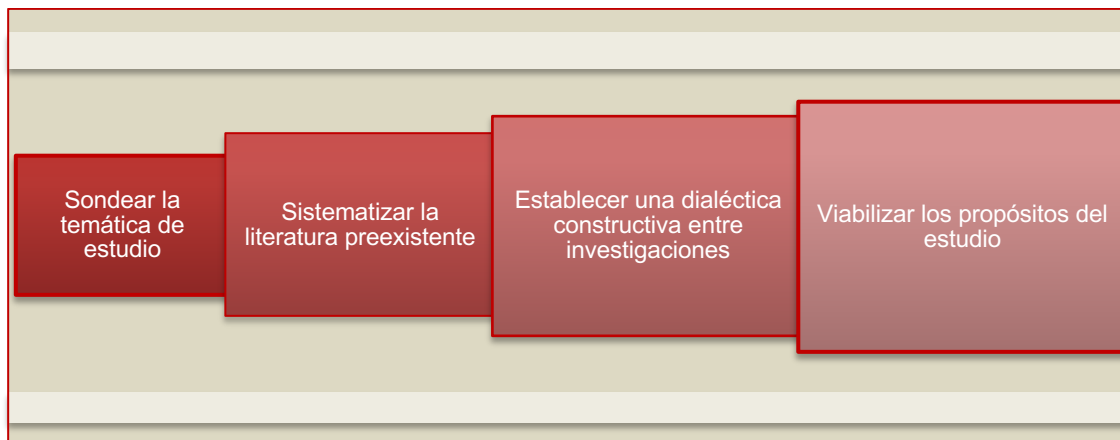 Sondear la
temática de
estudio
Sistematizar la
literatura preexistente
Establecer una dialéctica
constructiva entre
investigaciones
Viabilizar los propósitos del
estudio